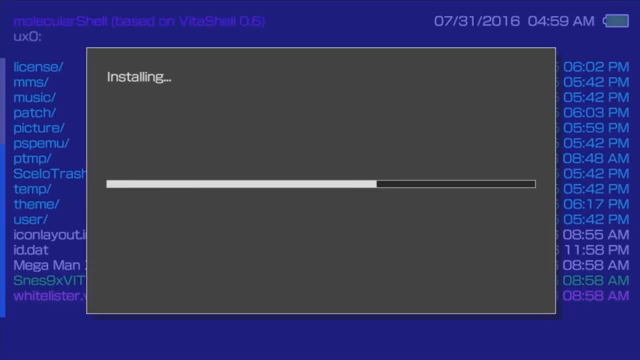 molecularShell (based on VitaShell 0.6) 07/31/2016 04:59 AM
ux0:
Installing...
license/ 06:02 PM
mms/ 05:42 PM
music/ 05:42 PM
patch/ 06:03 PM
picture/ 05:59 PM
pspemu/ 05:42 PM
ptmp/ 08:48 AM
SceIoTrash 05:42 PM
temp/ 05:42 PM
theme/ 06:17 PM
user/ 05:42 PM
iconlayout.in 08:55 AM
id.dat 11:58 PM
Mega Man 08:58 AM
Snes9xVIT 08:58 AM
whitelister.v 08:58 AM